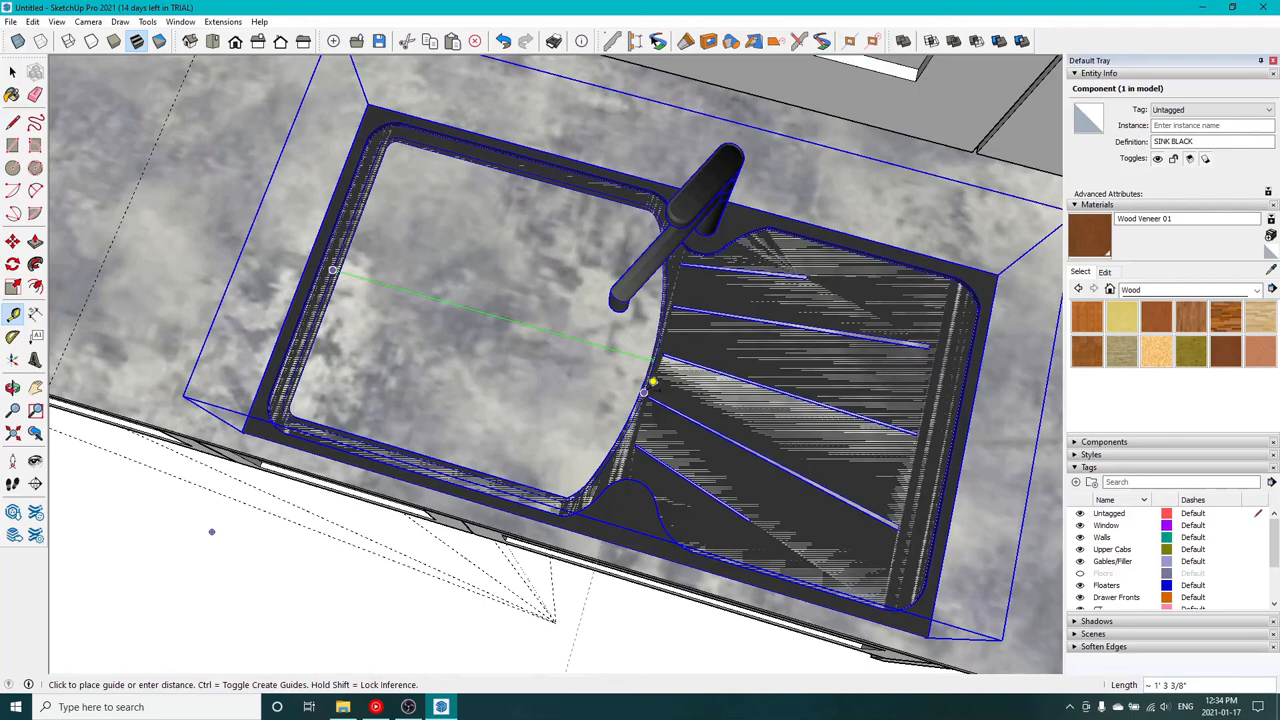 Untitled - SketchUp Pro 2021 (14 days left in TRIAL)
File Edit View Camera Draw Tools Window Extensions Help
Default Tray
Entity Info
Component (1 in model)
Tag: Untagged
Instance: Enter instance name
Definition: SINK BLACK
Toggles:
Advanced Attributes:
Materials
Wood Veneer 01
Select Edit
Wood
Components
Styles
Tags
Search
Name Dashes
Untagged Default
Window Default
Walls Default
Upper Cabs Default
Gables/Filler Default
Floors Default
Floaters Default
Drawer Fronts Default
CT
Shadows
Scenes
Soften Edges
Click to place guide or enter distance. Ctrl = Toggle Create Guides. Hold Shift = Lock Inference.
Length ~ 1' 3 3/8"
Type here to search
ENG
12:34 PM
2021-01-17